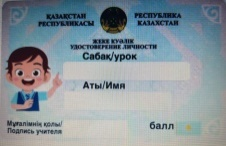 ҚАЗАҚСТАН РЕСПУБЛИКА
РЕСПУБЛИКАСЫ КАЗАХСТАН
ЖЕКЕ КУӘЛІК
УДОСТОВЕРЕНИЕ ЛИЧНОСТИ
Сабақ/урок
Аты/Имя
Мұғалімнің қолы/
Подпись учителя
балл